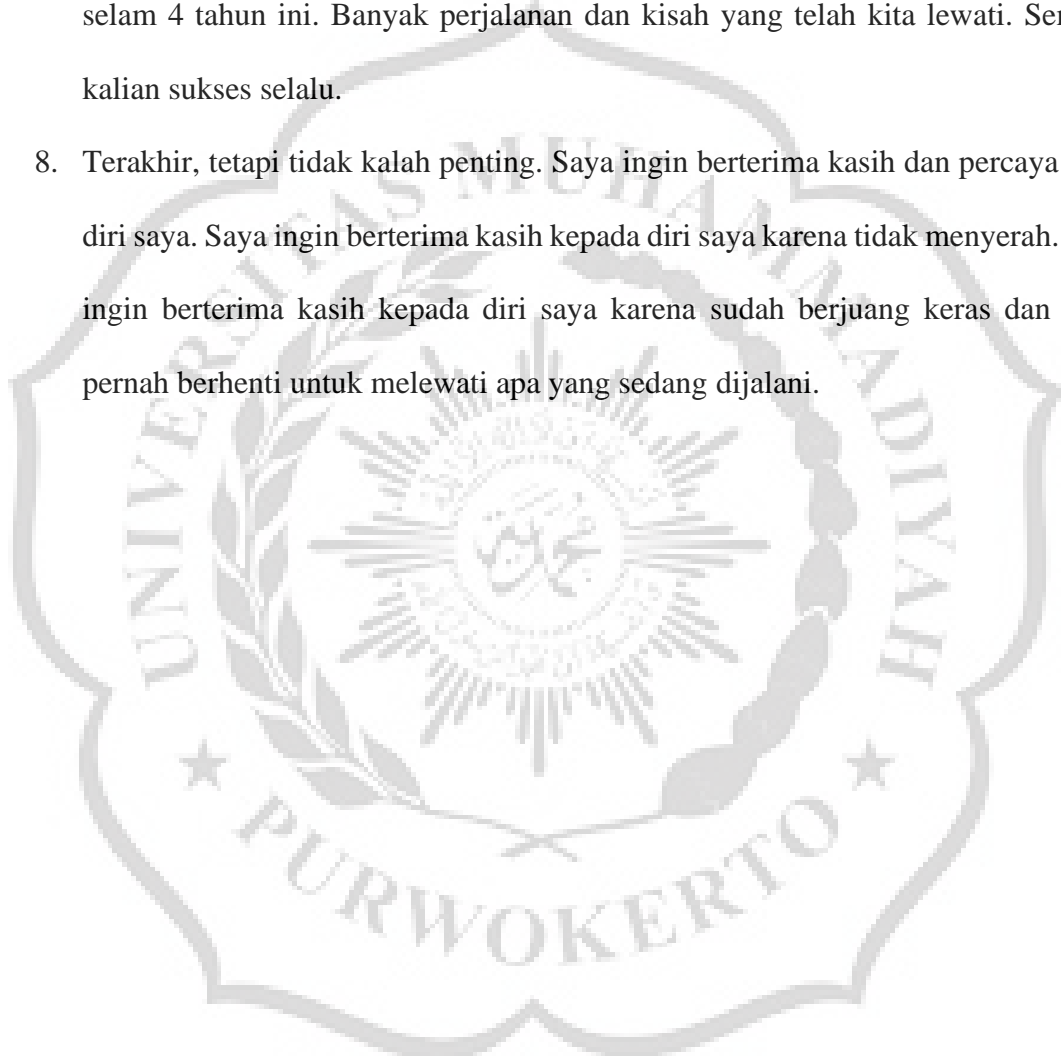 selam 4 tahun ini. Banyak perjalanan dan kisah yang telah kita lewati.
kalian sukses selalu.
8. Terakhir, tetapi tidak kalah penting. Saya ingin berterima kasih dan percaya
diri saya. Saya ingin berterima kasih kepada diri saya karena tidak menyerah.
ingin berterima kasih kepada diri saya karena sudah berjuang keras dan
pernah berhenti untuk melewati apa yang sedang dijalani.
UNIVERSITAS MUHAMMADIYAH
PURWOKERTO